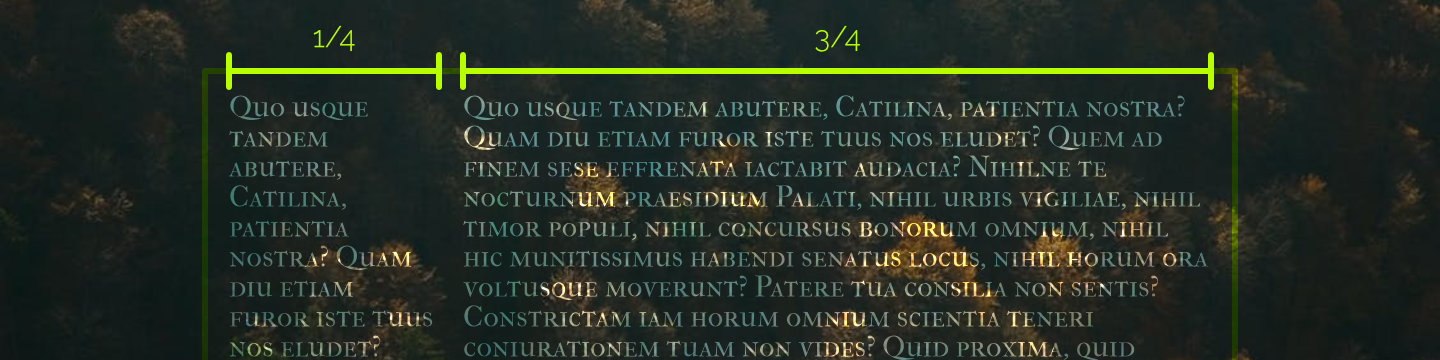 1/4
3/4
Quo usque
tandem
abutere,
Catilina,
patientia
nostra? Quam
diu etiam
furor iste tuus
nos eludet?
Quo usque tandem abutere, Catilina, patientia nostra?
Quam diu etiam furor iste tuus nos eludet? Quem ad
finem sese effrenata iactabit audacia? Nihilne te
nocturnum praesidium Palati, nihil urbis vigiliae, nihil
timor populi, nihil concursus bonorum omnium, nihil
hic munitissimus habendi senatus locus, nihil horum ora
voltusque moverunt? Patere tua consilia non sentis?
Constrictam iam horum omnium scientia teneri
coniurationem tuam non vides? Quid proxima, quid